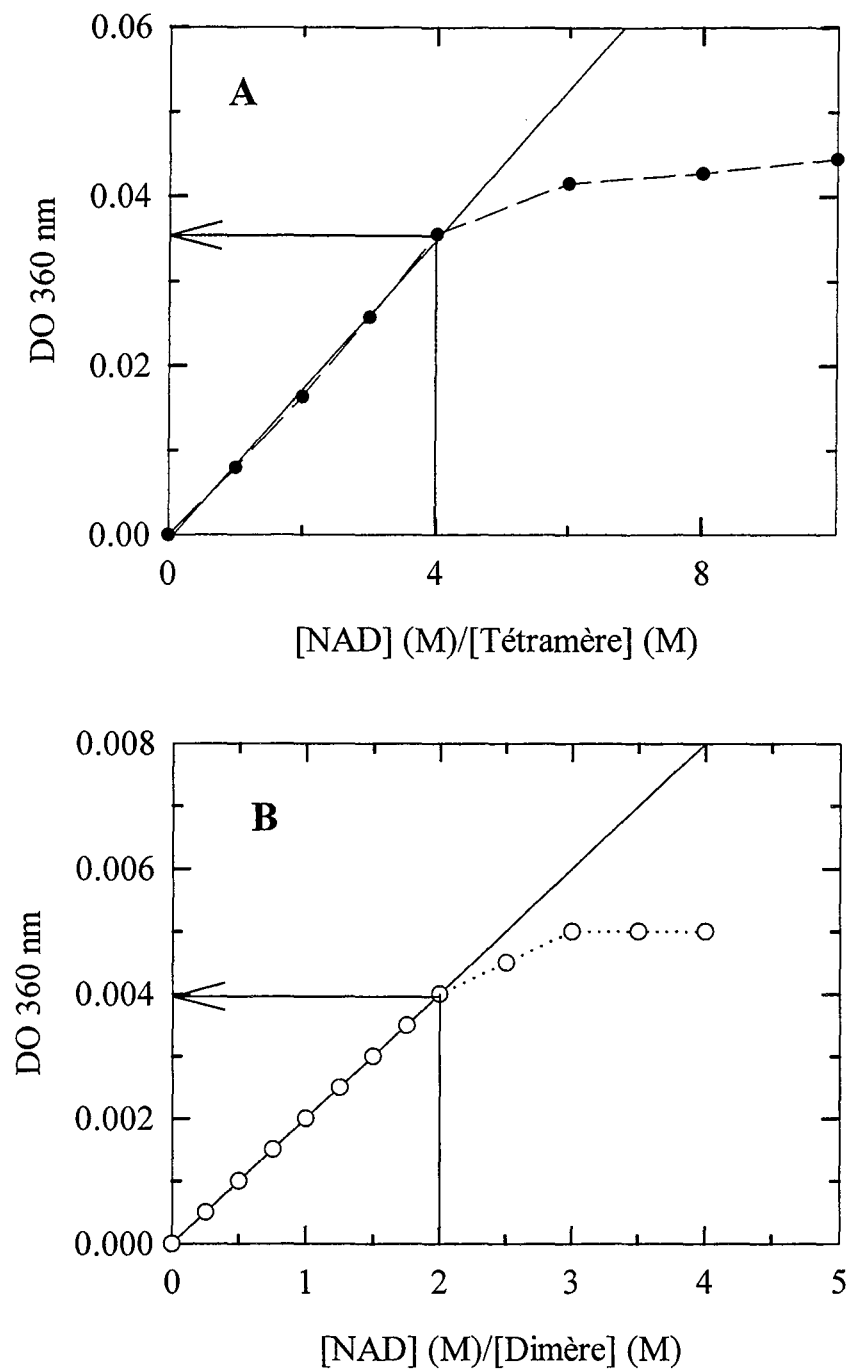 0.06
A
0.04
DO 360 nm
0.02
0.00
0 4 8
[NAD] (M)/[Tétramère] (M)
0.008
B
0.006
DO 360 nm
0.004
0.002
0.000
0 1 2 3 4 5
[NAD] (M)/[Dimère] (M)